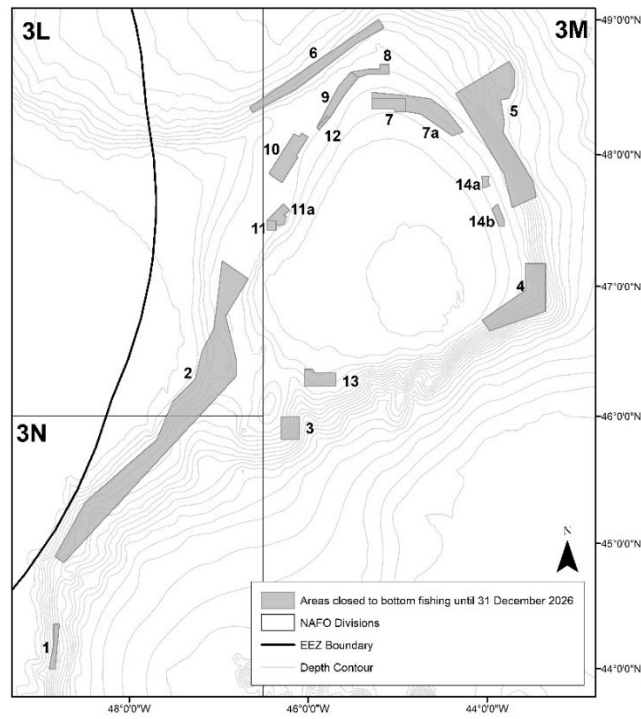 3L
3M
49°0'0"N
6
8
9
5
12
7
7a
10
48°0'0"N
14a
11a
11
14b
4
47°0'0"N
2
13
3N
46°0'0"N
3
45°0'0"N
N
Areas closed to bottom fishing until 31 December 2026
NAFO Divisions
EEZ Boundary
Depth Contour
1
44°0'0"N
48°0'0"W
46°0'0"W
44°0'0"W